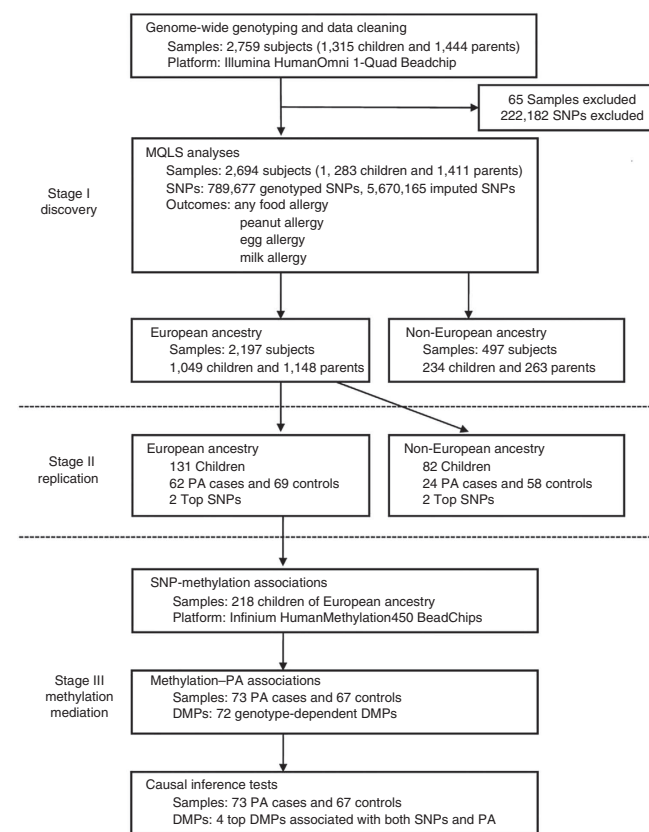 Genome-wide genotyping and data cleaning
Samples: 2,759 subjects (1,315 children and 1,444 parents)
Platform: Illumina HumanOmni 1-Quad Beadchip
65 Samples excluded
222,182 SNPs excluded
Stage I
discovery
MQLS analyses
Samples: 2,694 subjects (1, 283 children and 1,411 parents)
SNPs: 789,677 genotyped SNPs, 5,670,165 imputed SNPs
Outcomes: any food allergy
peanut allergy
egg allergy
milk allergy
European ancestry
Samples: 2,197 subjects
1,049 children and 1,148 parents
Non-European ancestry
Samples: 497 subjects
234 children and 263 parents
Stage II
replication
European ancestry
131 Children
62 PA cases and 69 controls
2 Top SNPs
Non-European ancestry
82 Children
24 PA cases and 58 controls
2 Top SNPs
Stage III
methylation
mediation
SNP-methylation associations
Samples: 218 children of European ancestry
Platform: Infinium HumanMethylation450 BeadChips
Methylation–PA associations
Samples: 73 PA cases and 67 controls
DMPs: 72 genotype-dependent DMPs
Causal inference tests
Samples: 73 PA cases and 67 controls
DMPs: 4 top DMPs associated with both SNPs and PA